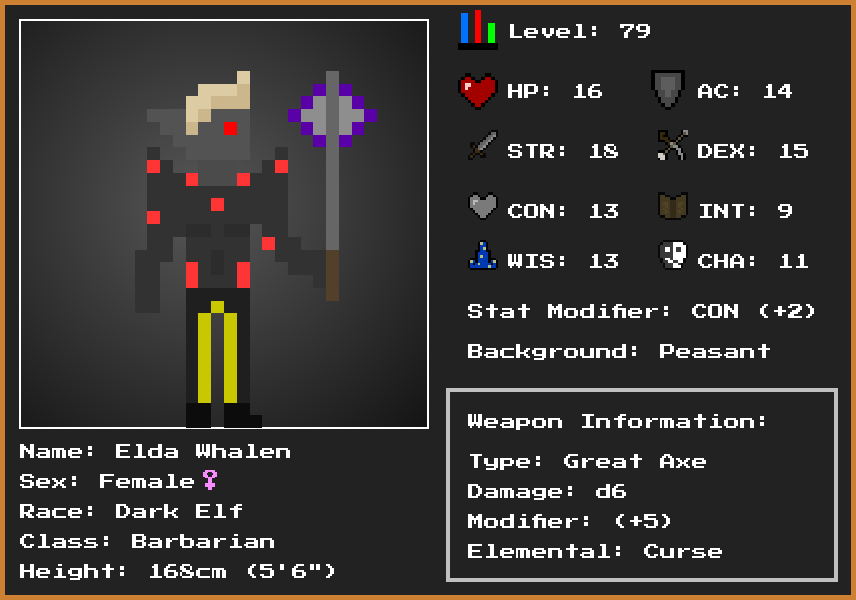 Level: 79
HP: 16
AC: 14
STR: 18
DEX: 15
CON: 13
INT: 9
WIS: 13
CHA: 11
Stat Modifier: CON (+2)
Background: Peasant
Weapon Information:
Type: Great Axe
Damage: d6
Modifier: (+5)
Elemental: Curse
Name: Elda Whalen
Sex: Female♀
Race: Dark Elf
Class: Barbarian
Height: 168cm (5'6")